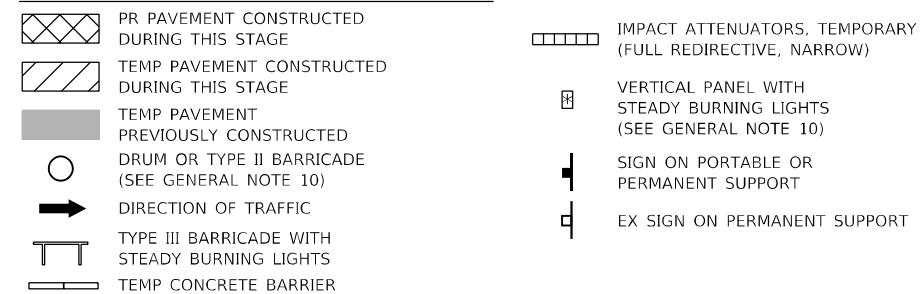 PR PAVEMENT CONSTRUCTED
DURING THIS STAGE
TEMP PAVEMENT CONSTRUCTED
DURING THIS STAGE
TEMP PAVEMENT
PREVIOUSLY CONSTRUCTED
DRUM OR TYPE II BARRICADE
(SEE GENERAL NOTE 10)
DIRECTION OF TRAFFIC
TYPE III BARRICADE WITH
STEADY BURNING LIGHTS
TEMP CONCRETE BARRIER
IMPACT ATTENUATORS, TEMPORARY
(FULL REDIRECTIVE, NARROW)
VERTICAL PANEL WITH
STEADY BURNING LIGHTS
(SEE GENERAL NOTE 10)
SIGN ON PORTABLE OR
PERMANENT SUPPORT
EX SIGN ON PERMANENT SUPPORT